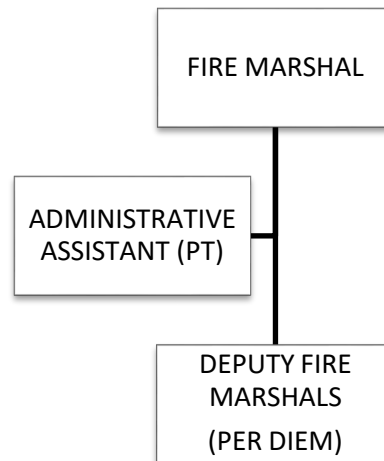 FIRE MARSHAL
ADMINISTRATIVE
ASSISTANT (PT)
DEPUTY FIRE
MARSHALS
(PER DIEM)